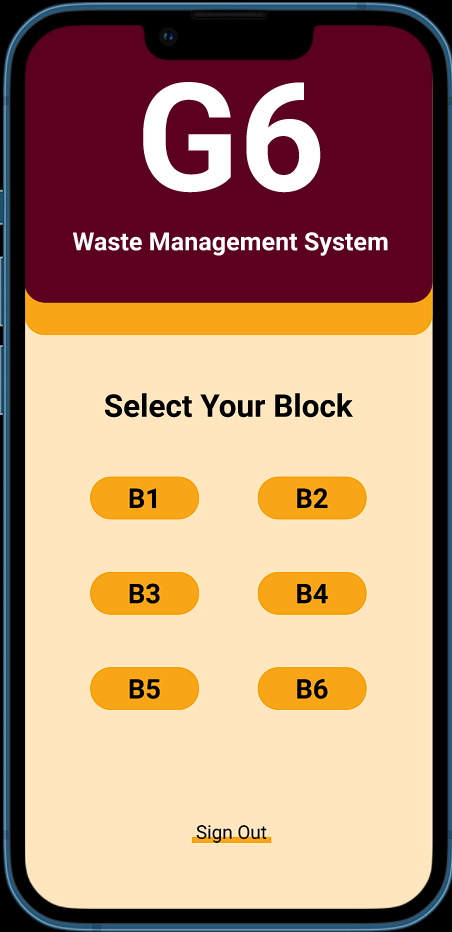 G6
Waste Management System
Select Your Block
B1 B2
B3 B4
B5 B6
Sign Out